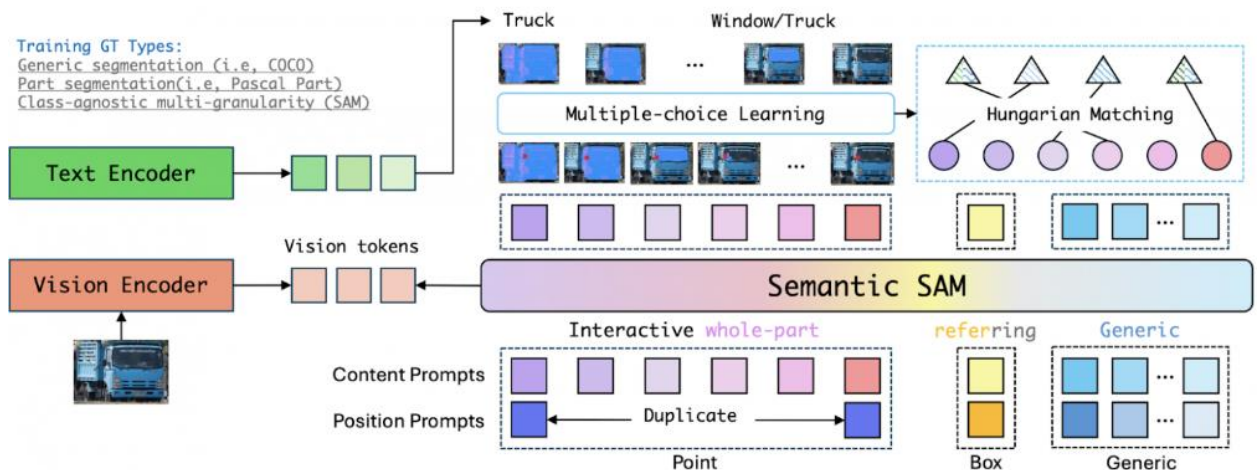 Training GT Types:
Generic segmentation (i.e, COCO)
Part segmentation(i.e, Pascal Part)
Class-agnostic multi-granularity (SAM)
Truck
Window/Truck
...
Multiple-choice Learning
Hungarian Matching
Text Encoder
...
Vision tokens
...
Vision Encoder
Semantic SAM
Interactive whole-part
referring
Generic
Content Prompts
...
Position Prompts
Duplicate
...
Point
Box
Generic